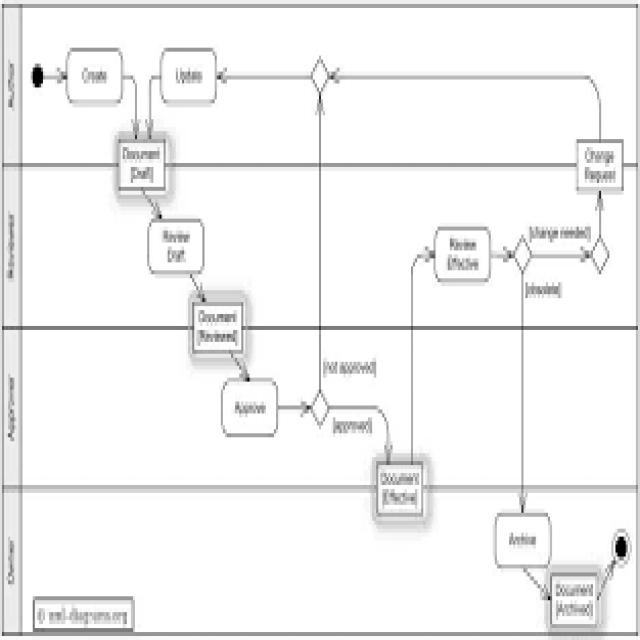 Author
Create
Update
Document
[Draft]
Change
Request
Reviewer
Review
Draft
Review
Effective
[change needed]
[obsolete]
Document
[Reviewed]
Approver
[not approved]
Approve
[approved]
Document
[Effective]
Owner
Archive
Document
[Archived]
© uml-diagrams.org